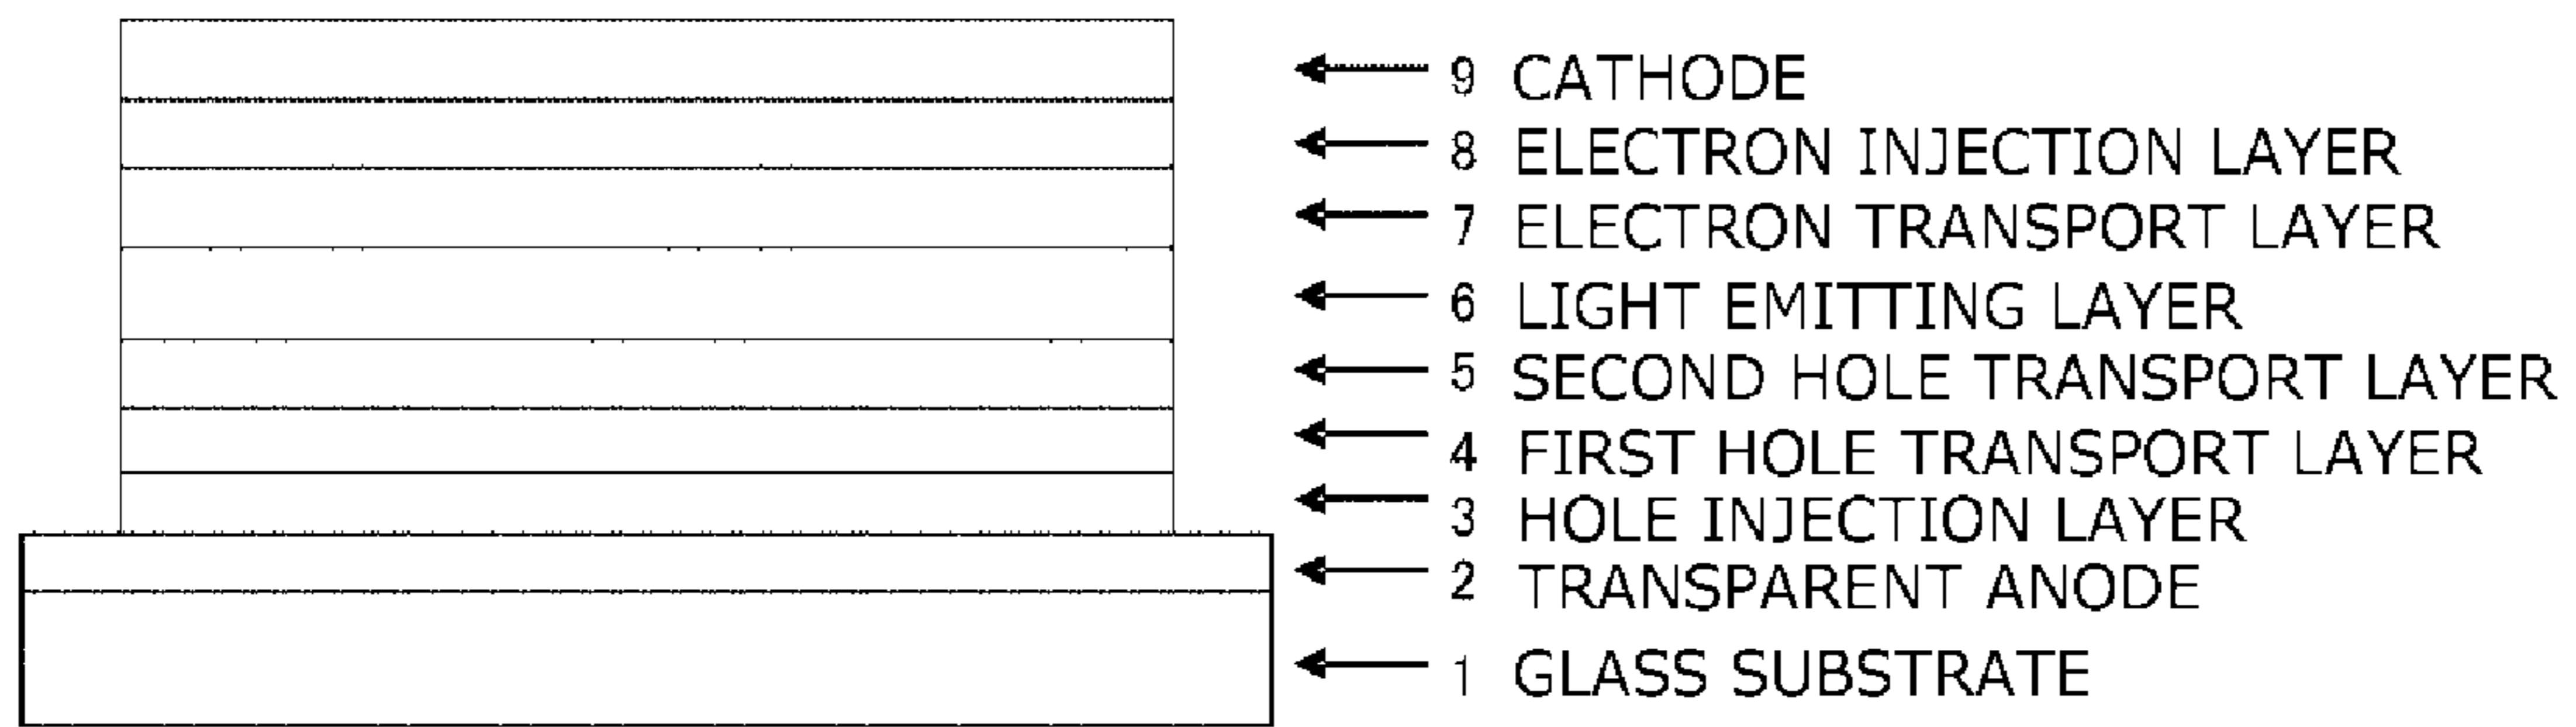 9 CATHODE
8 ELECTRON INJECTION LAYER
7 ELECTRON TRANSPORT LAYER
6 LIGHT EMITTING LAYER
5 SECOND HOLE TRANSPORT LAYER
4 FIRST HOLE TRANSPORT LAYER
3 HOLE INJECTION LAYER
2 TRANSPARENT ANODE
1 GLASS SUBSTRATE